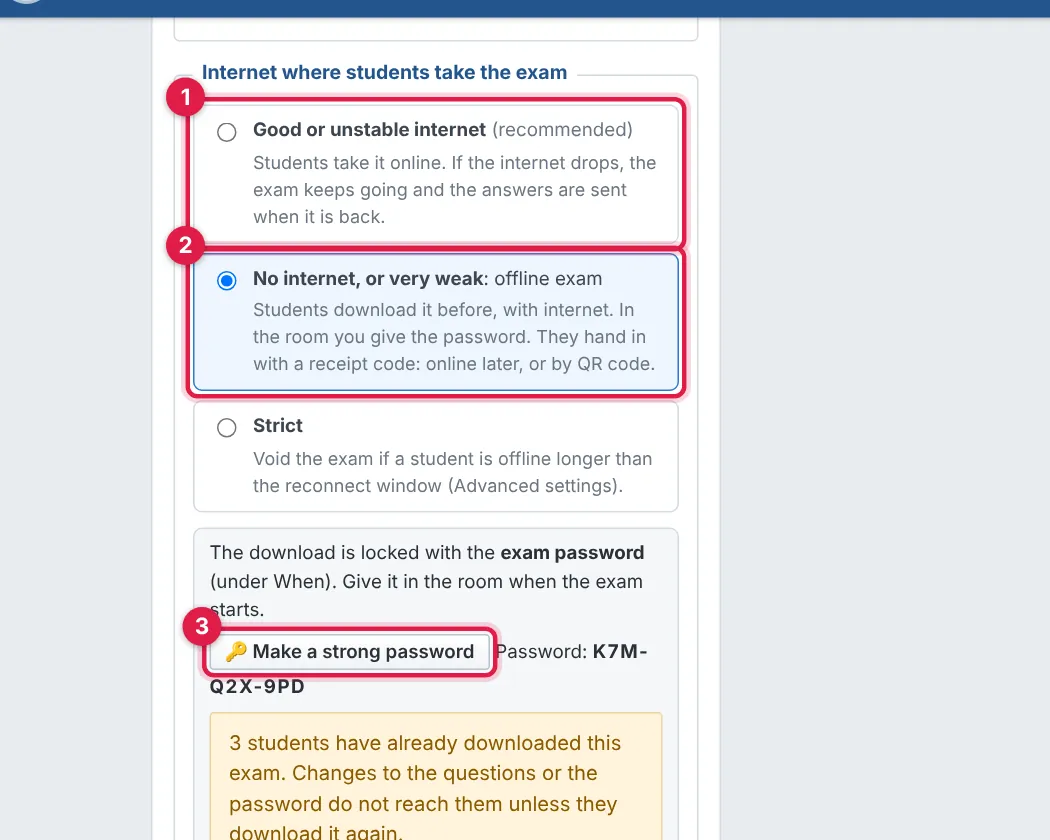 Internet where students take the exam
1
Good or unstable internet (recommended)
Students take it online. If the internet drops, the
exam keeps going and the answers are sent
when it is back.
2
No internet, or very weak: offline exam
Students download it before, with internet. In
the room you give the password. They hand in
with a receipt code: online later, or by QR code.
Strict
Void the exam if a student is offline longer than
the reconnect window (Advanced settings).
The download is locked with the exam password
(under When). Give it in the room when the exam
starts.
3
🔑 Make a strong password Password: K7M-
Q2X-9PD
3 students have already downloaded this
exam. Changes to the questions or the
password do not reach them unless they
download it again.